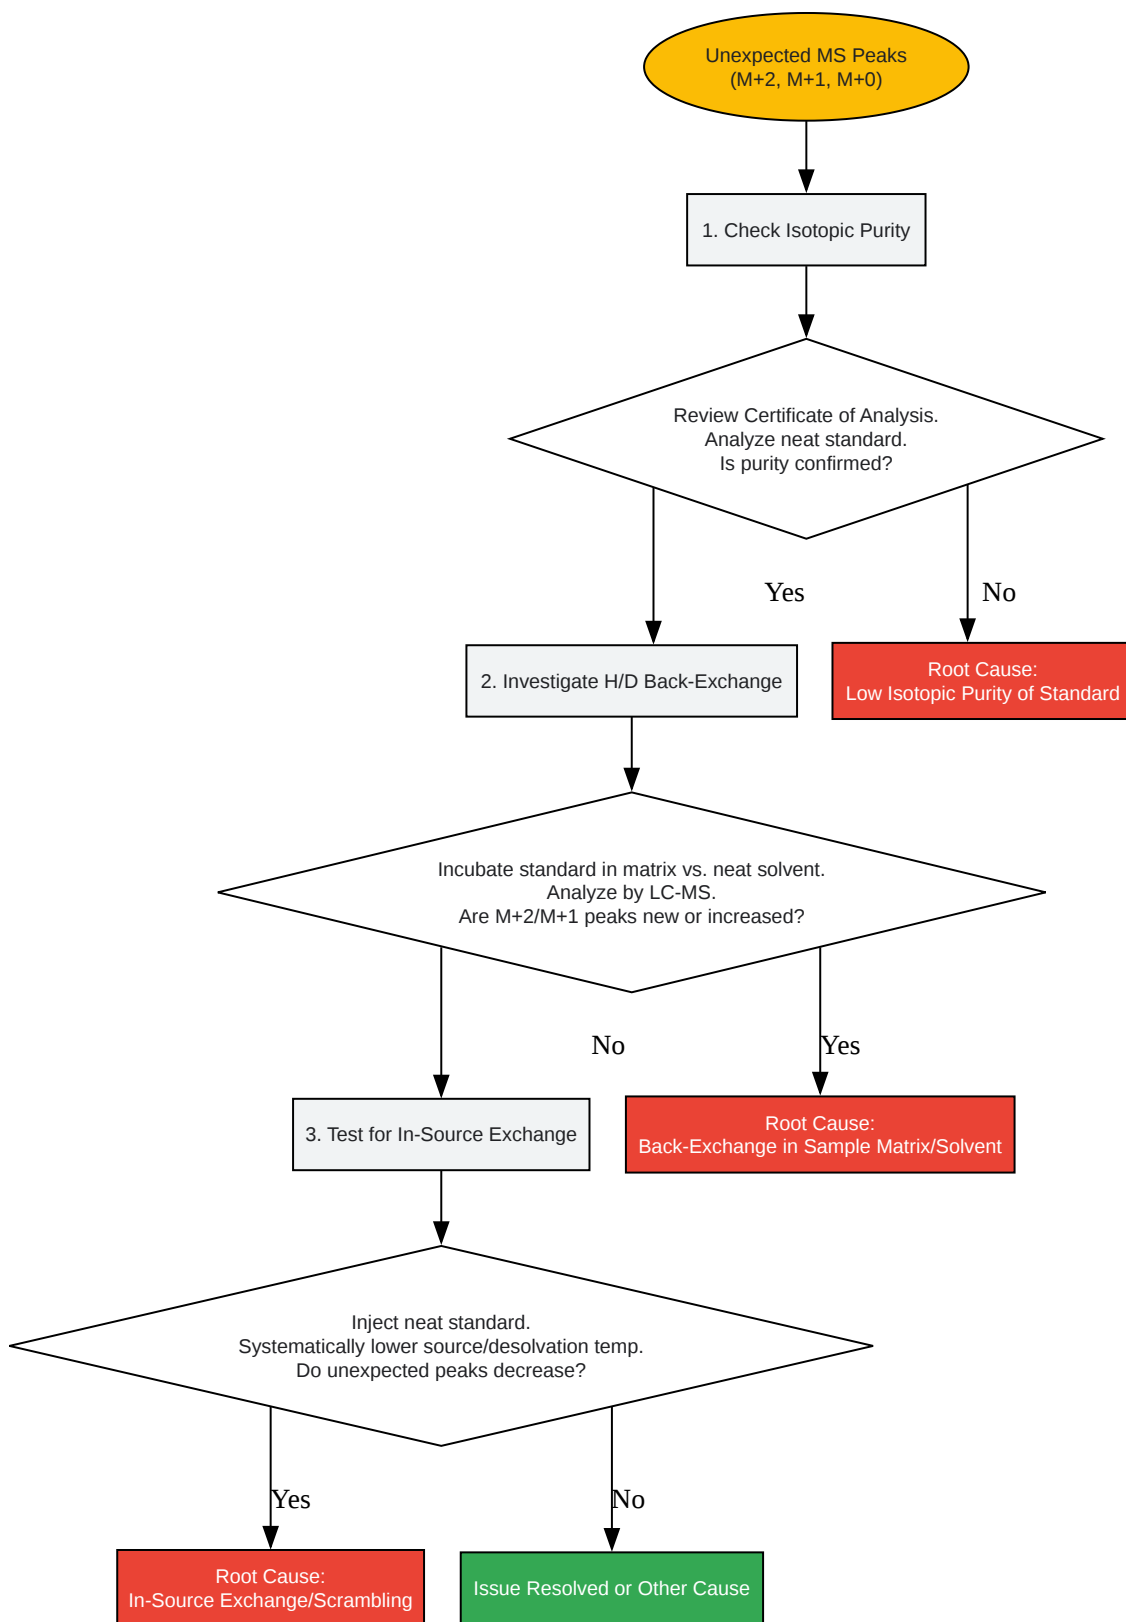 Unexpected MS Peaks
(M+2, M+1, M+0)
1. Check Isotopic Purity
Review Certificate of Analysis.
Analyze neat standard.
Is purity confirmed?
Yes
No
2. Investigate H/D Back-Exchange
Root Cause:
Low Isotopic Purity of Standard
Incubate standard in matrix vs. neat solvent.
Analyze by LC-MS.
Are M+2/M+1 peaks new or increased?
No
Yes
3. Test for In-Source Exchange
Root Cause:
Back-Exchange in Sample Matrix/Solvent
Inject neat standard.
Systematically lower source/desolvation temp.
Do unexpected peaks decrease?
Yes
No
Root Cause:
In-Source Exchange/Scrambling
Issue Resolved or Other Cause